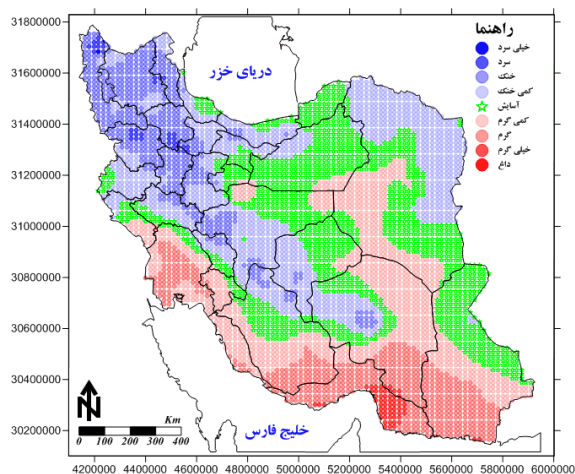 31800000
31600000
31400000
31200000
31000000
30800000
30600000
30400000
30200000
راهنما
خیلی سرد
سرد
خنک
کمی خنک
آسایش
کمی گرم
گرم
خیلی گرم
داغ
دریای خزر
خلیج فارس
N
Km
0 100 200 300 400
4200000 4400000 4600000 4800000 5000000 5200000 5400000 5600000 5800000 6000000